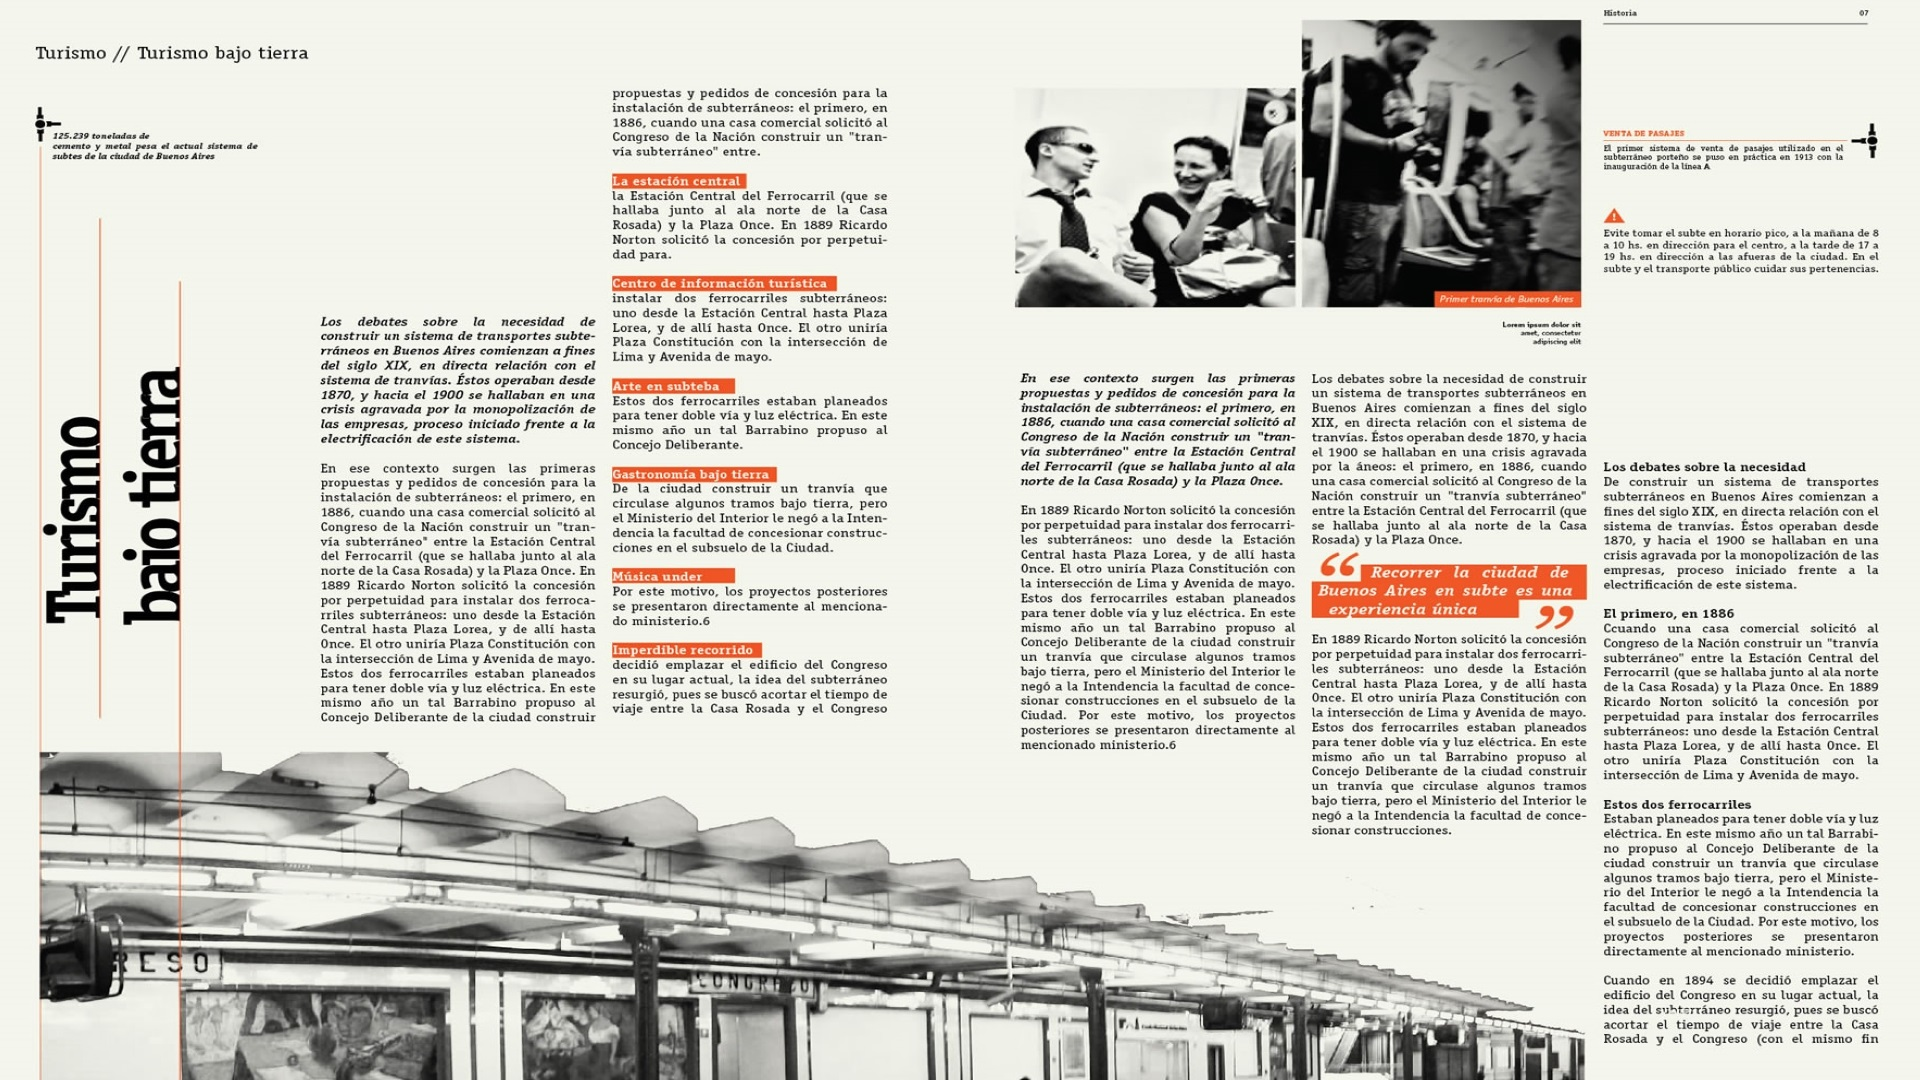 Turismo // Turismo bajo tierra
125.239 toneladas de
cemento y metal pesa el actual sistema de
subtes de la ciudad de Buenos Aires
Turismo
bajo tierra
Los debates sobre la necesidad de
construir un sistema de transportes subte-
rráneos en Buenos Aires comienzan a fines
del siglo XIX, en directa relación con el
sistema de tranvías. Éstos operaban desde
1870, y hacia el 1900 se hallaban en una
crisis agravada por la monopolización de
las empresas, proceso iniciado frente a la
electrificación de este sistema.
En ese contexto surgen las primeras
propuestas y pedidos de concesión para la
instalación de subterráneos: el primero, en
1886, cuando una casa comercial solicitó al
Congreso de la Nación construir un "tran-
vía subterráneo" entre la Estación Central
del Ferrocarril (que se hallaba junto al ala
norte de la Casa Rosada) y la Plaza Once. En
1889 Ricardo Norton solicitó la concesión
por perpetuidad para instalar dos ferroca-
rriles subterráneos: uno desde la Estación
Central hasta Plaza Lorea, y de allí hasta
Once. El otro uniría Plaza Constitución con
la intersección de Lima y Avenida de mayo.
Estos dos ferrocarriles estaban planeados
para tener doble vía y luz eléctrica. En este
mismo año un tal Barrabino propuso al
Concejo Deliberante de la ciudad construir
propuestas y pedidos de concesión para la
instalación de subterráneos: el primero, en
1886, cuando una casa comercial solicitó al
Congreso de la Nación construir un "tran-
vía subterráneo" entre.
La estación central
la Estación Central del Ferrocarril (que se
hallaba junto al ala norte de la Casa
Rosada) y la Plaza Once. En 1889 Ricardo
Norton solicitó la concesión por perpetui-
dad para.
Centro de información turística
instalar dos ferrocarriles subterráneos:
uno desde la Estación Central hasta Plaza
Lorea, y de allí hasta Once. El otro uniría
Plaza Constitución con la intersección de
Lima y Avenida de mayo.
Arte en subteba
Estos dos ferrocarriles estaban planeados
para tener doble vía y luz eléctrica. En este
mismo año un tal Barrabino propuso al
Concejo Deliberante.
Gastronomía bajo tierra
De la ciudad construir un tranvía que
circulase algunos tramos bajo tierra, pero
el Ministerio del Interior le negó a la Inten-
dencia la facultad de concesionar construc-
ciones en el subsuelo de la Ciudad.
Música under
Por este motivo, los proyectos posteriores
se presentaron directamente al menciona-
do ministerio.6
Imperdible recorrido
decidió emplazar el edificio del Congreso
en su lugar actual, la idea del subterráneo
resurgió, pues se buscó acortar el tiempo de
viaje entre la Casa Rosada y el Congreso
RESO
CONGRESO
Primer tranvía de Buenos Aires
Lorem ipsum dolor sit
amet, consectetur
adipiscing elit
En ese contexto surgen las primeras
propuestas y pedidos de concesión para la
instalación de subterráneos: el primero, en
1886, cuando una casa comercial solicitó al
Congreso de la Nación construir un "tran-
vía subterráneo" entre la Estación Central
del Ferrocarril (que se hallaba junto al ala
norte de la Casa Rosada) y la Plaza Once.
En 1889 Ricardo Norton solicitó la concesión
por perpetuidad para instalar dos ferrocarri-
les subterráneos: uno desde la Estación
Central hasta Plaza Lorea, y de allí hasta
Once. El otro uniría Plaza Constitución con
la intersección de Lima y Avenida de mayo.
Estos dos ferrocarriles estaban planeados
para tener doble vía y luz eléctrica. En este
mismo año un tal Barrabino propuso al
Concejo Deliberante de la ciudad construir
un tranvía que circulase algunos tramos
bajo tierra, pero el Ministerio del Interior le
negó a la Intendencia la facultad de conce-
sionar construcciones en el subsuelo de la
Ciudad. Por este motivo, los proyectos
posteriores se presentaron directamente al
mencionado ministerio.6
Los debates sobre la necesidad de construir
un sistema de transportes subterráneos en
Buenos Aires comienzan a fines del siglo
XIX, en directa relación con el sistema de
tranvías. Éstos operaban desde 1870, y hacia
el 1900 se hallaban en una crisis agravada
por la áneos: el primero, en 1886, cuando
una casa comercial solicitó al Congreso de la
Nación construir un "tranvía subterráneo"
entre la Estación Central del Ferrocarril (que
se hallaba junto al ala norte de la Casa
Rosada) y la Plaza Once.
“ Recorrer la ciudad de
Buenos Aires en subte es una
experiencia única ”
En 1889 Ricardo Norton solicitó la concesión
por perpetuidad para instalar dos ferrocarri-
les subterráneos: uno desde la Estación
Central hasta Plaza Lorea, y de allí hasta
Once. El otro uniría Plaza Constitución con
la intersección de Lima y Avenida de mayo.
Estos dos ferrocarriles estaban planeados
para tener doble vía y luz eléctrica. En este
mismo año un tal Barrabino propuso al
Concejo Deliberante de la ciudad construir
un tranvía que circulase algunos tramos
bajo tierra, pero el Ministerio del Interior le
negó a la Intendencia la facultad de conce-
sionar construcciones.
Historia 07
VENTA DE PASAJES
El primer sistema de venta de pasajes utilizado en el
subterráneo porteño se puso en práctica en 1913 con la
inauguración de la línea A
Evite tomar el subte en horario pico, a la mañana de 8
a 10 hs. en dirección para el centro, a la tarde de 17 a
19 hs. en dirección a las afueras de la ciudad. En el
subte y el transporte público cuidar sus pertenencias.
Los debates sobre la necesidad
De construir un sistema de transportes
subterráneos en Buenos Aires comienzan a
fines del siglo XIX, en directa relación con el
sistema de tranvías. Éstos operaban desde
1870, y hacia el 1900 se hallaban en una
crisis agravada por la monopolización de las
empresas, proceso iniciado frente a la
electrificación de este sistema.
El primero, en 1886
Ccuando una casa comercial solicitó al
Congreso de la Nación construir un "tranvía
subterráneo" entre la Estación Central del
Ferrocarril (que se hallaba junto al ala norte
de la Casa Rosada) y la Plaza Once. En 1889
Ricardo Norton solicitó la concesión por
perpetuidad para instalar dos ferrocarriles
subterráneos: uno desde la Estación Central
hasta Plaza Lorea, y de allí hasta Once. El
otro uniría Plaza Constitución con la
intersección de Lima y Avenida de mayo.
Estos dos ferrocarriles
Estaban planeados para tener doble vía y luz
eléctrica. En este mismo año un tal Barrabi-
no propuso al Concejo Deliberante de la
ciudad construir un tranvía que circulase
algunos tramos bajo tierra, pero el Ministe-
rio del Interior le negó a la Intendencia la
facultad de concesionar construcciones en
el subsuelo de la Ciudad. Por este motivo, los
proyectos posteriores se presentaron
directamente al mencionado ministerio.
Cuando en 1894 se decidió emplazar el
edificio del Congreso en su lugar actual, la
idea del subterráneo resurgió, pues se buscó
acortar el tiempo de viaje entre la Casa
Rosada y el Congreso (con el mismo fin